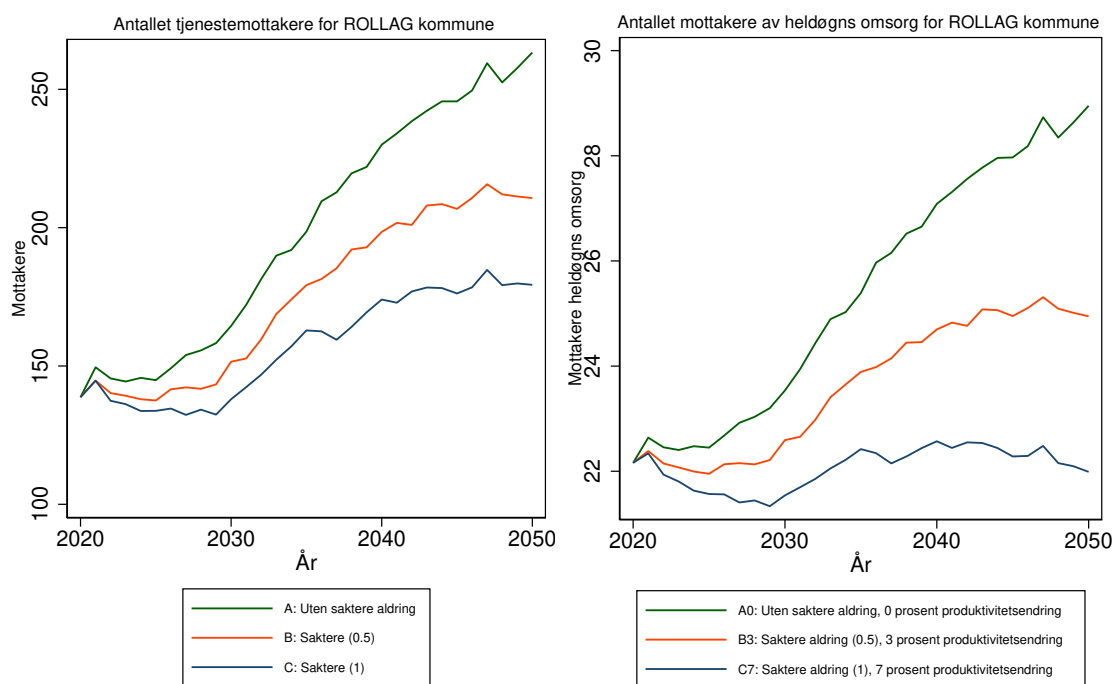 Antallet tjenestemottakere for ROLLAG kommune
Mottakere
250
200
150
100
2020
2030
2040
2050
År
A: Uten saktere aldring
B: Saktere (0.5)
C: Saktere (1)
Antallet mottakere av heldøgns omsorg for ROLLAG kommune
Mottakere heldøgns omsorg
30
28
26
24
22
2020
2030
2040
2050
År
A0: Uten saktere aldring, 0 prosent produktivitetsendring
B3: Saktere aldring (0.5), 3 prosent produktivitetsendring
C7: Saktere aldring (1), 7 prosent produktivitetsendring